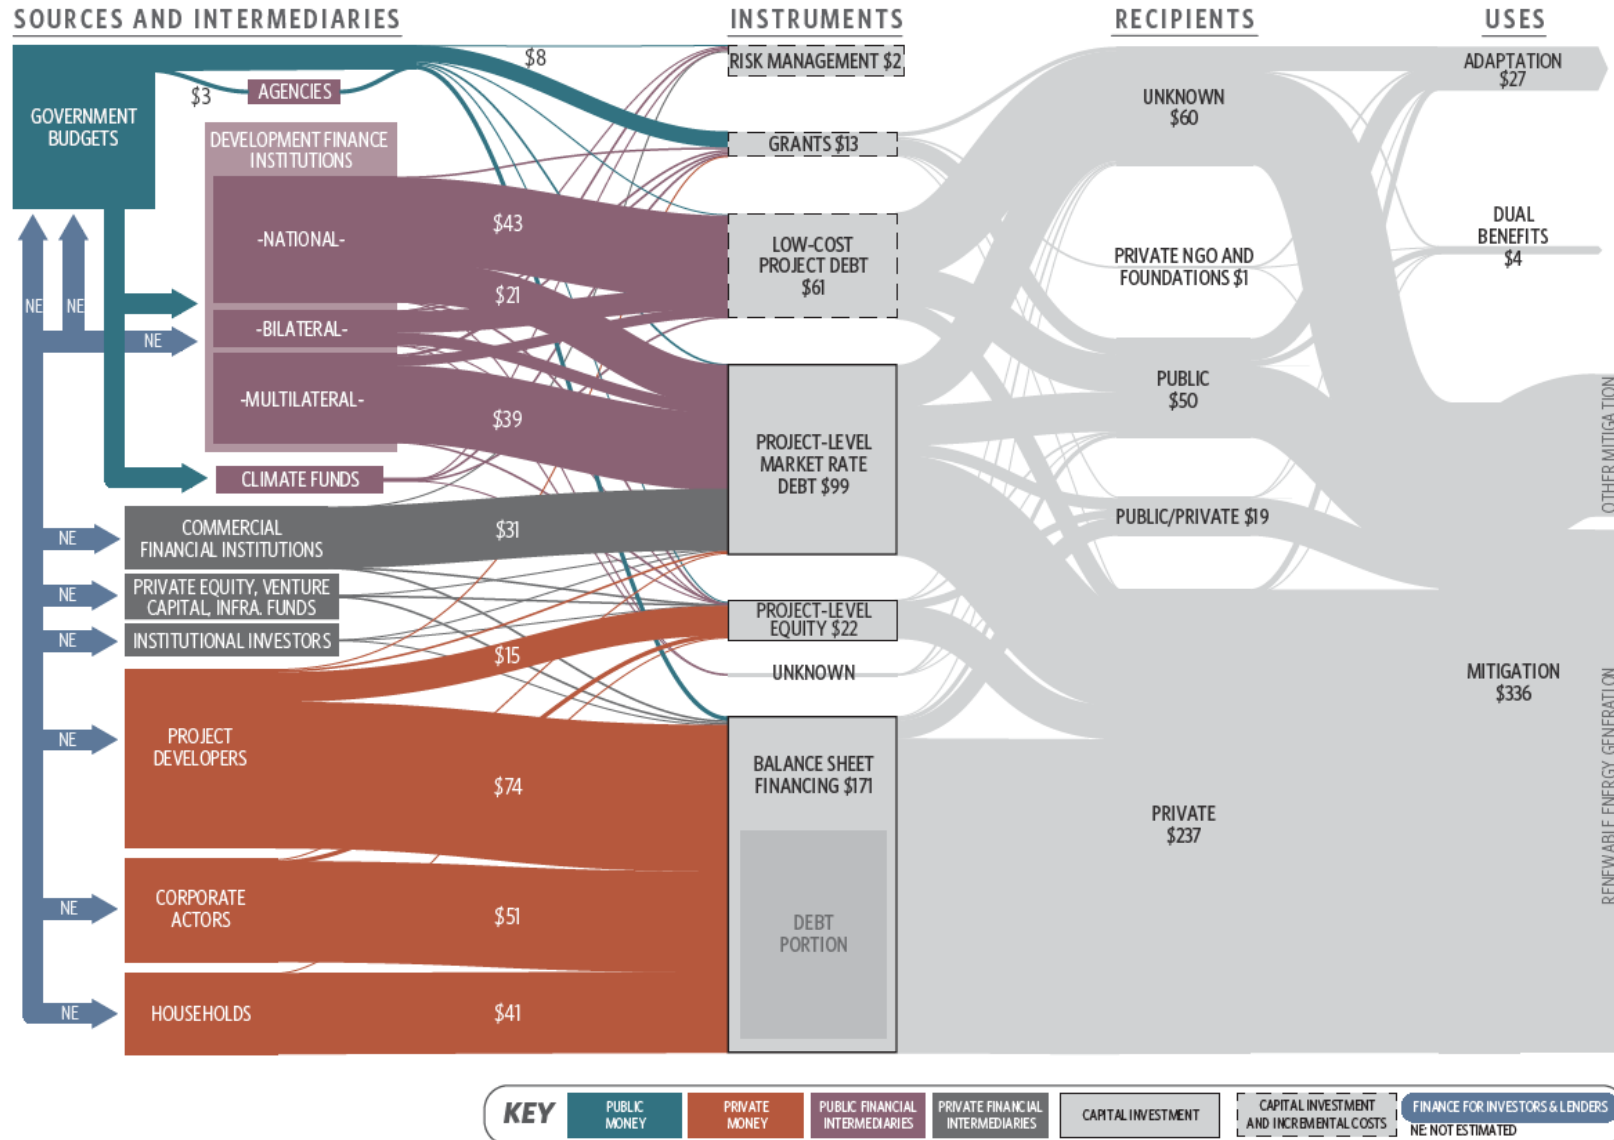 SOURCES AND INTERMEDIARIES
INSTRUMENTS
RECIPIENTS
USES
$8
$3
AGENCIES
GOVERNMENT
BUDGETS
DEVELOPMENT FINANCE
INSTITUTIONS
-NATIONAL-
$43
$21
NE
NE
NE
-BILATERAL-
-MULTILATERAL-
$39
CLIMATE FUNDS
NE
COMMERCIAL
FINANCIAL INSTITUTIONS
$31
NE
PRIVATE EQUITY, VENTURE
CAPITAL, INFRA. FUNDS
NE
INSTITUTIONAL INVESTORS
$15
NE
PROJECT
DEVELOPERS
$74
NE
CORPORATE
ACTORS
$51
NE
HOUSEHOLDS
$41
RISK MANAGEMENT $2
GRANTS $13
LOW-COST
PROJECT DEBT
$61
PROJECT-LEVEL
MARKET RATE
DEBT $99
PROJECT-LEVEL
EQUITY $22
UNKNOWN
BALANCE SHEET
FINANCING $171
DEBT
PORTION
UNKNOWN
$60
PRIVATE NGO AND
FOUNDATIONS $1
PUBLIC
$50
PUBLIC/PRIVATE $19
PRIVATE
$237
ADAPTATION
$27
DUAL
BENEFITS
$4
MITIGATION
$336
OTHER MITIGATION
RENEWABLE ENERGY GENERATION
KEY
PUBLIC
MONEY
PRIVATE
MONEY
PUBLIC FINANCIAL
INTERMEDIARIES
PRIVATE FINANCIAL
INTERMEDIARIES
CAPITAL INVESTMENT
CAPITAL INVESTMENT
AND INCREMENTAL COSTS
FINANCE FOR INVESTORS & LENDERS
NE: NOT ESTIMATED